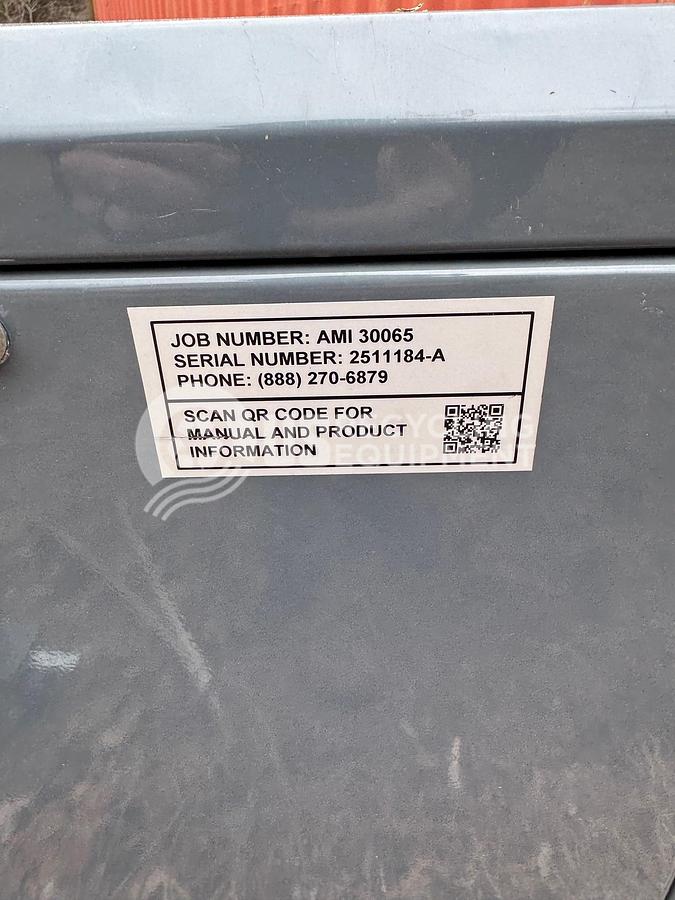 JOB NUMBER: AMI 30065
SERIAL NUMBER: 2511184-A
PHONE: (888) 270-6879
SCAN QR CODE FOR
MANUAL AND PRODUCT
INFORMATION
EQUIPMENT